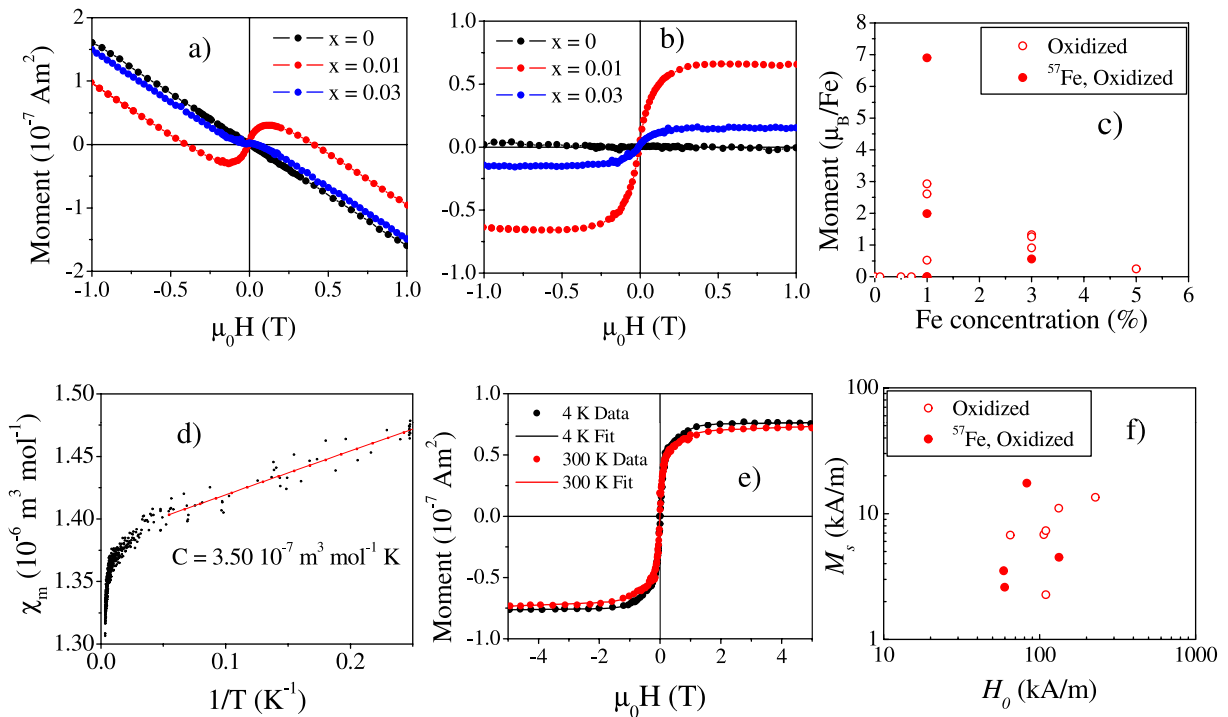 a)
x = 0
x = 0.01
x = 0.03
Moment (10⁻⁷ Am²)
2
1
0
-1
-2
-1.0 -0.5 0.0 0.5 1.0
μ₀H (T)
b)
x = 0
x = 0.01
x = 0.03
1.0
0.5
0.0
-0.5
-1.0
-1.0 -0.5 0.0 0.5 1.0
μ₀H (T)
c)
Oxidized
⁵⁷Fe, Oxidized
Moment (μ_B/Fe)
8
7
6
5
4
3
2
1
0
0 2 4 6
Fe concentration (%)
d)
χ_m (10⁻⁶ m³ mol⁻¹)
1.50
1.45
1.40
1.35
1.30
C = 3.50 10⁻⁷ m³ mol⁻¹ K
0.0 0.1 0.2
1/T (K⁻¹)
e)
4 K Data
4 K Fit
300 K Data
300 K Fit
Moment (10⁻⁷ Am²)
1.0
0.5
0.0
-0.5
-1.0
-4 -2 0 2 4
μ₀H (T)
f)
Oxidized
⁵⁷Fe, Oxidized
M_s (kA/m)
100
10
1
10 100 1000
H₀ (kA/m)